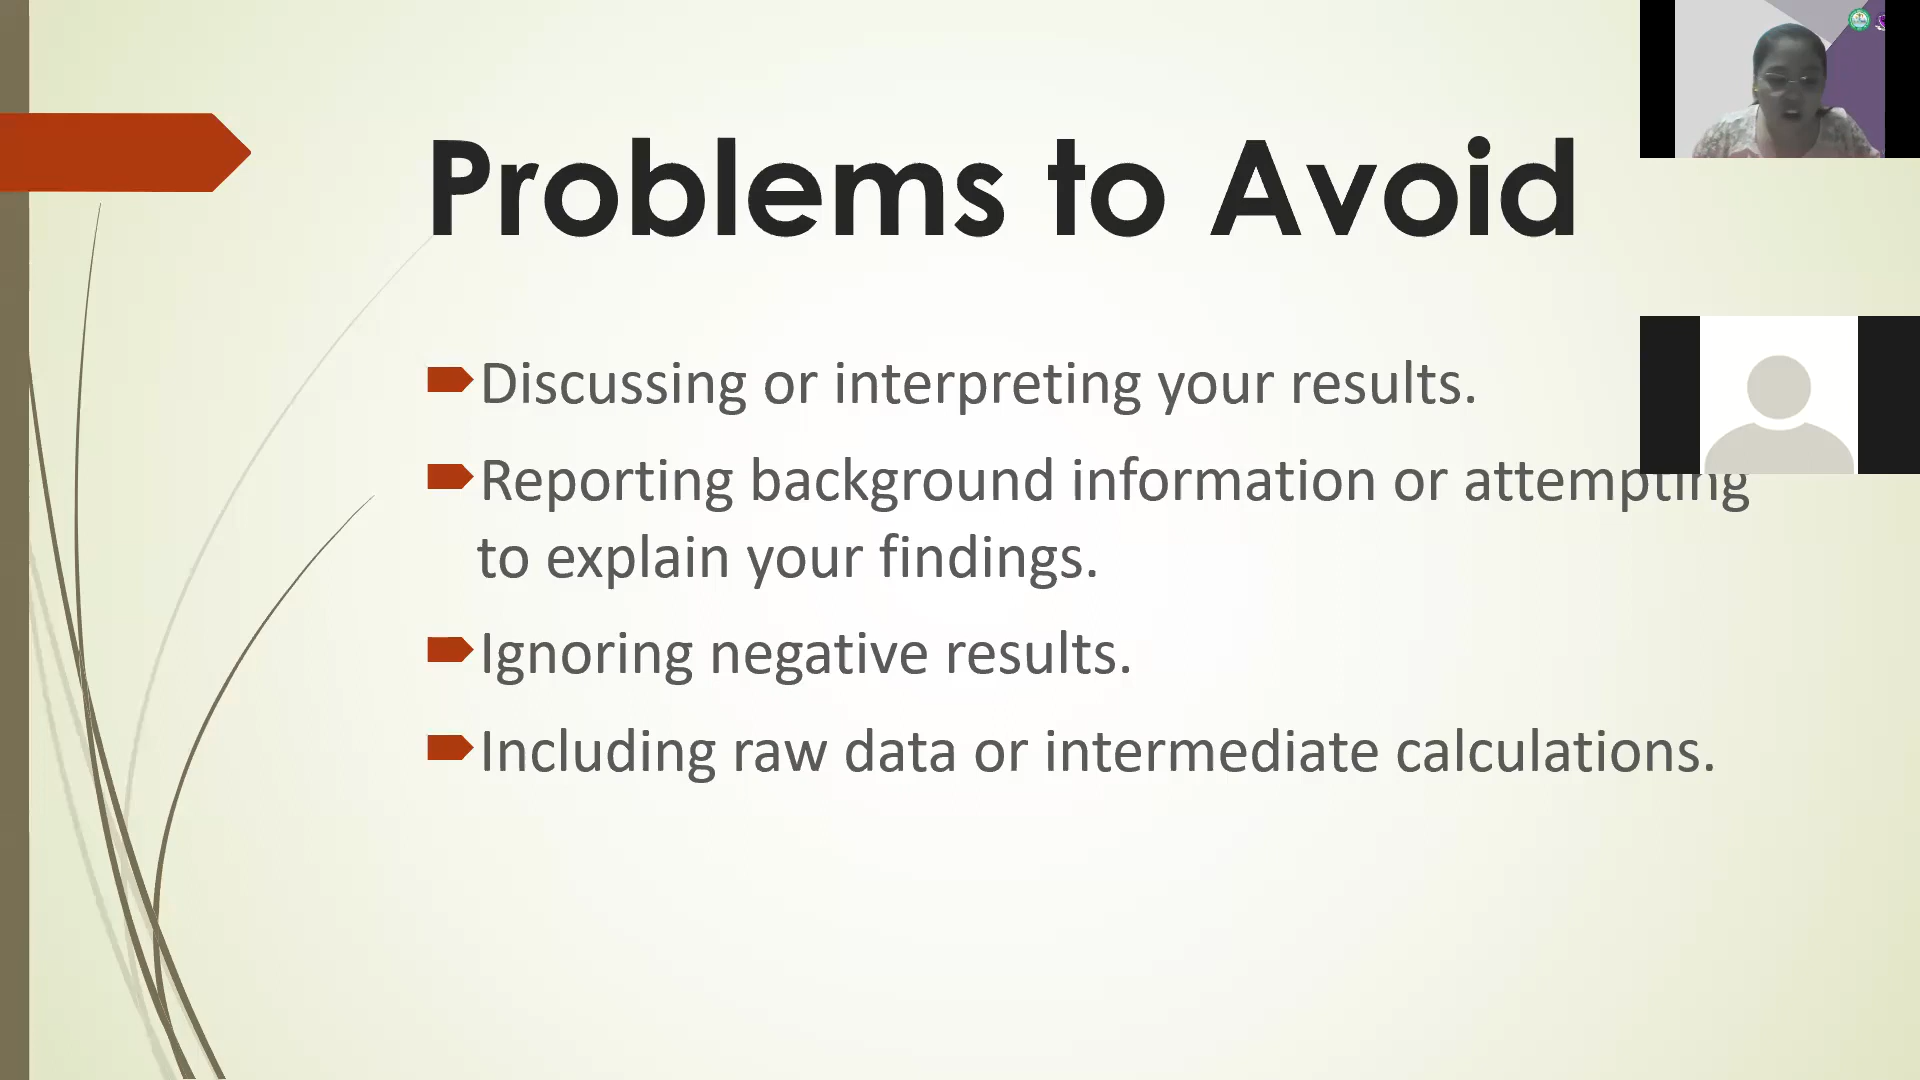 Problems to Avoid
Discussing or interpreting your results.
Reporting background information or attempting
to explain your findings.
Ignoring negative results.
Including raw data or intermediate calculations.